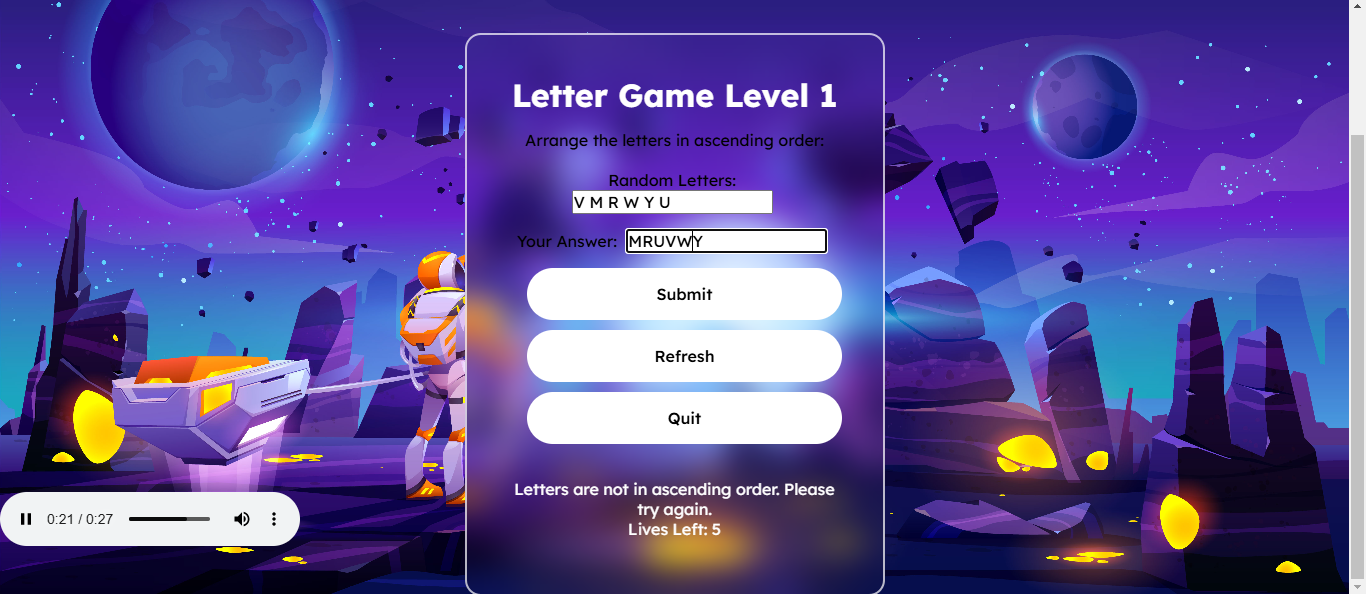 Letter Game Level 1
Arrange the letters in ascending order:
Random Letters:
V M R W Y U
Your Answer: MRUVWY
Submit
Refresh
Quit
Letters are not in ascending order. Please
try again.
Lives Left: 5
0:21 / 0:27